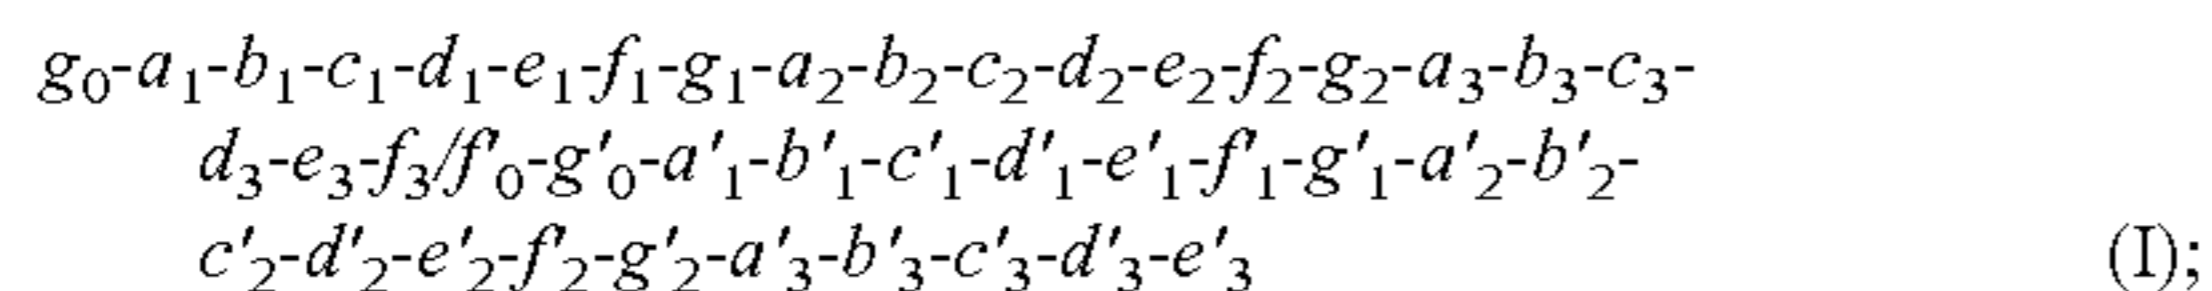 g₀-a₁-b₁-c₁-d₁-e₁-f₁-g₁-a₂-b₂-c₂-d₂-e₂-f₂-g₂-a₃-b₃-c₃-
d₃-e₃-f₃/f'₀-g'₀-a'₁-b'₁-c'₁-d'₁-e'₁-f'₁-g'₁-a'₂-b'₂-
c'₂-d'₂-e'₂-f'₂-g'₂-a'₃-b'₃-c'₃-d'₃-e'₃ (I);